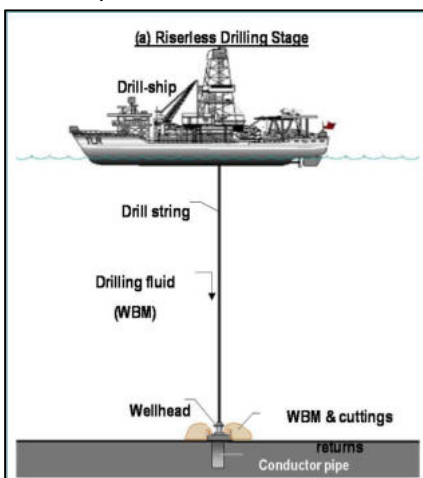 (a) Riserless Drilling Stage
Drill-ship
Drill string
Drilling fluid
(WBM)
Wellhead
WBM & cuttings
returns
Conductor pipe